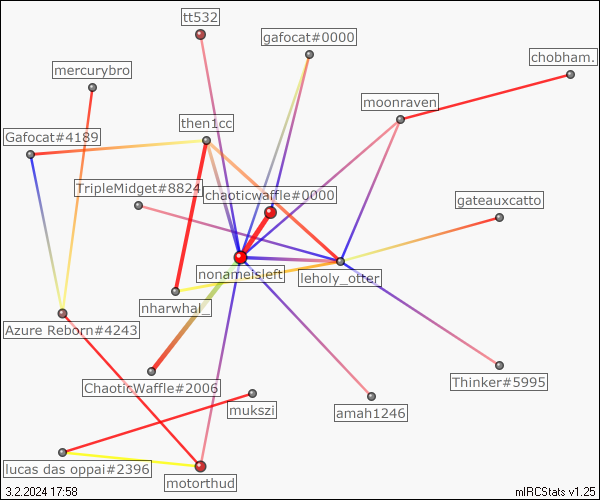 tt532
gafocat#0000
chobham.
mercurybro
moonraven
then1cc
Gafocat#4189
TripleMidget#8824
chaoticwaffle#0000
gateauxcatto
nonameisleft
leholy_otter
nharwhal_
Azure Reborn#4243
ChaoticWaffle#2006
Thinker#5995
mukszi
amah1246
lucas das oppai#2396
motorthud
3.2.2024 17:58
mIRCStats v1.25